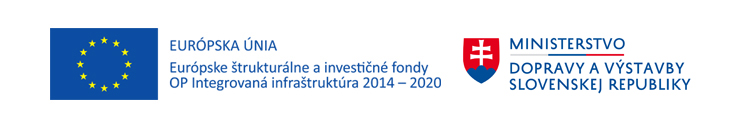 EURÓPSKA ÚNIA
Európske štrukturálne a investičné fondy
OP Integrovaná infraštruktúra 2014 – 2020
MINISTERSTVO
DOPRAVY A VÝSTAVBY
SLOVENSKEJ REPUBLIKY